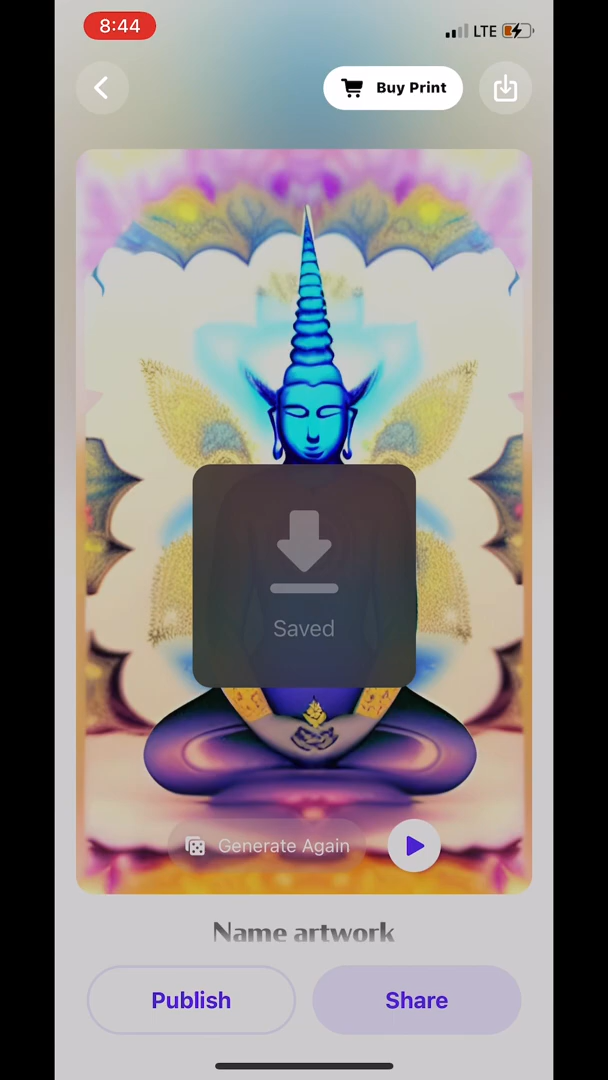 8:44
LTE
Buy Print
Saved
Generate Again
Name artwork
Publish
Share